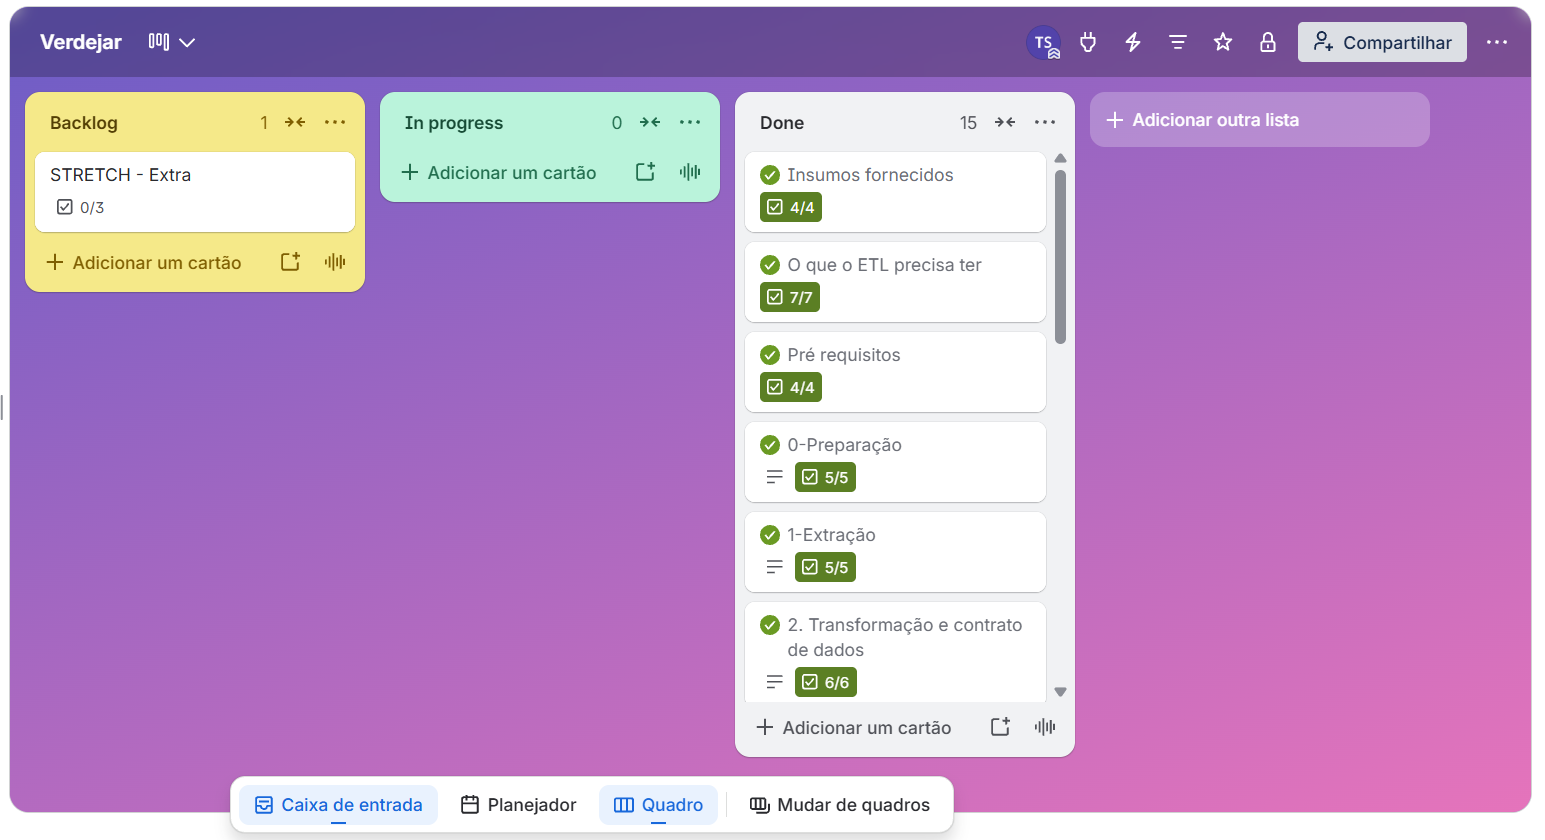 Verdejar
TS
Compartilhar
Backlog 1
STRETCH - Extra
0/3
Adicionar um cartão
In progress 0
Adicionar um cartão
Done 15
Insumos fornecidos
4/4
O que o ETL precisa ter
7/7
Pré requisitos
4/4
0-Preparação
5/5
1-Extração
5/5
2. Transformação e contrato
de dados
6/6
Adicionar um cartão
Adicionar outra lista
Caixa de entrada
Planejador
Quadro
Mudar de quadros